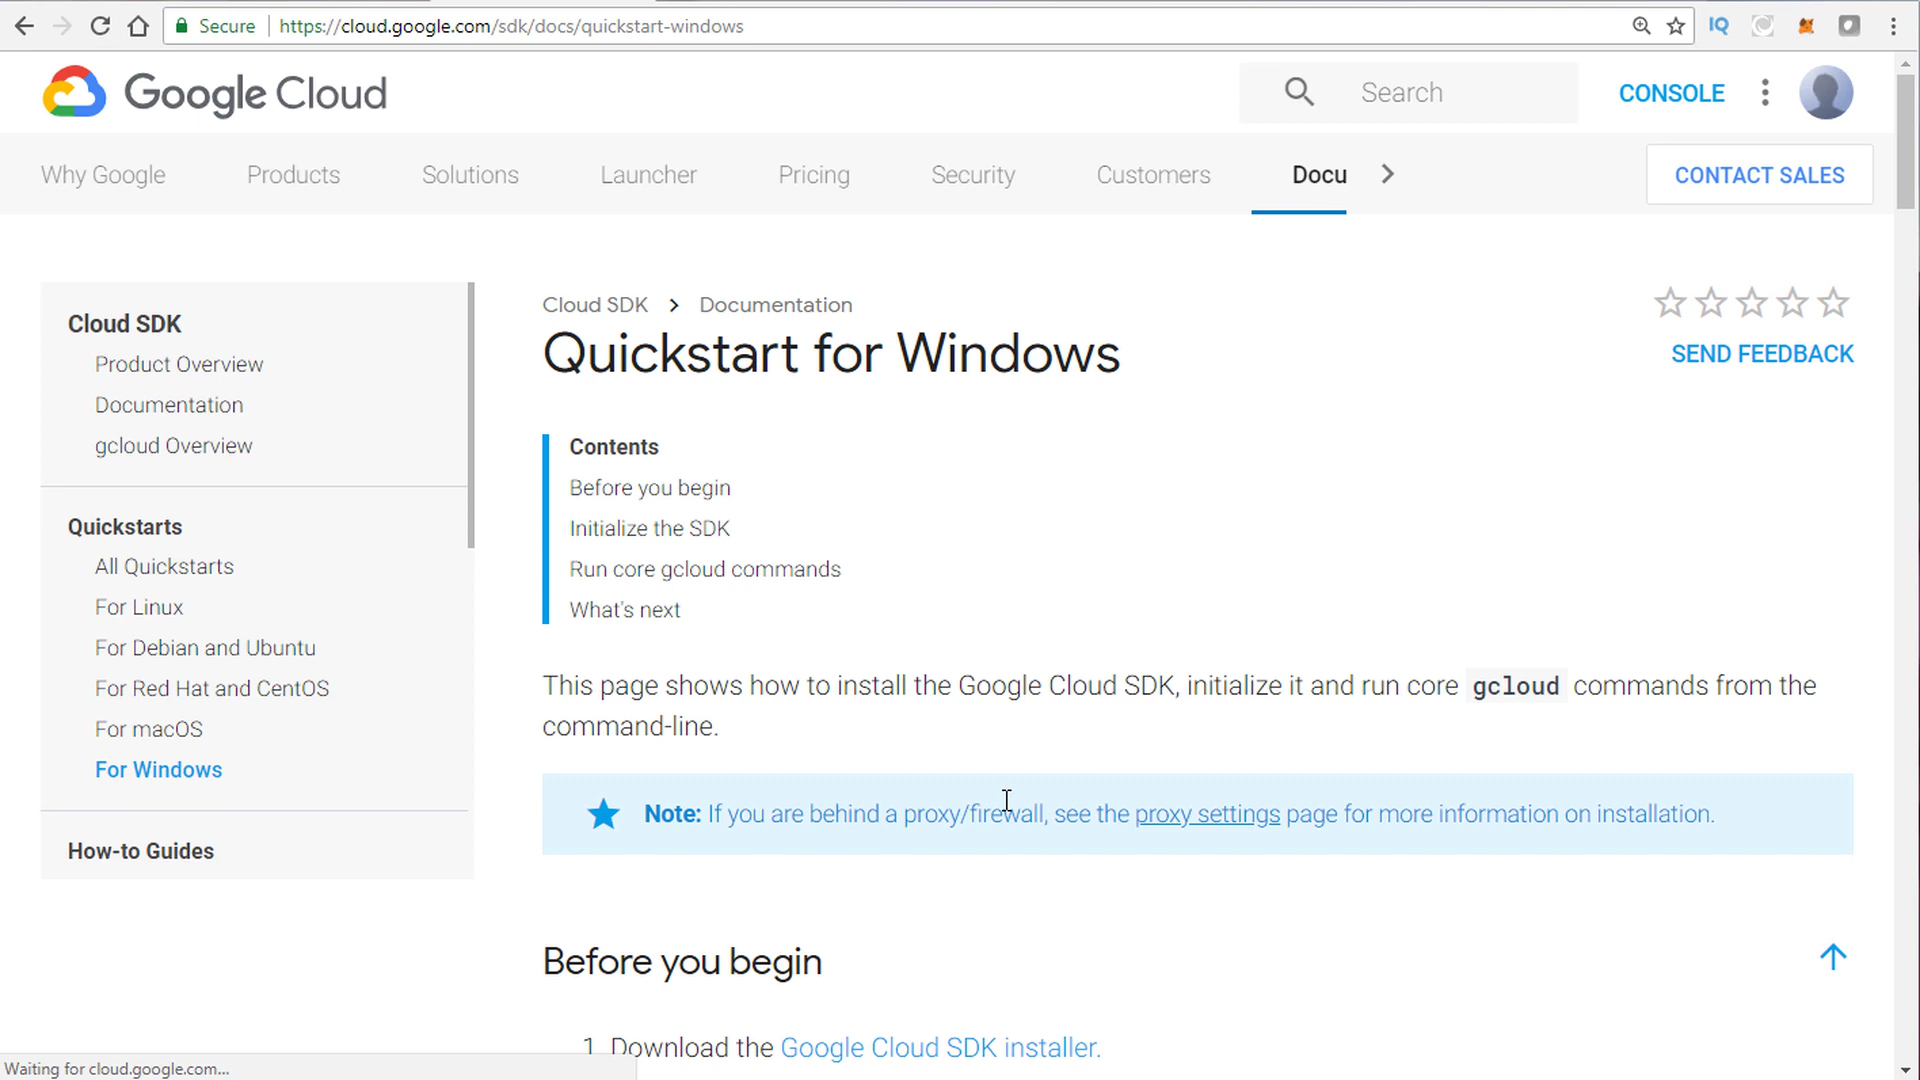 Secure https://cloud.google.com/sdk/docs/quickstart-windows
IQ
Google Cloud
Search
CONSOLE
Why Google Products Solutions Launcher Pricing Security Customers Docu
CONTACT SALES
Cloud SDK
Product Overview
Documentation
gcloud Overview
Quickstarts
All Quickstarts
For Linux
For Debian and Ubuntu
For Red Hat and CentOS
For macOS
For Windows
How-to Guides
Cloud SDK > Documentation
Quickstart for Windows
SEND FEEDBACK
Contents
Before you begin
Initialize the SDK
Run core gcloud commands
What's next
This page shows how to install the Google Cloud SDK, initialize it and run core gcloud commands from the
command-line.
Note: If you are behind a proxy/firewall, see the proxy settings page for more information on installation.
Before you begin
1. Download the Google Cloud SDK installer.
Waiting for cloud.google.com...